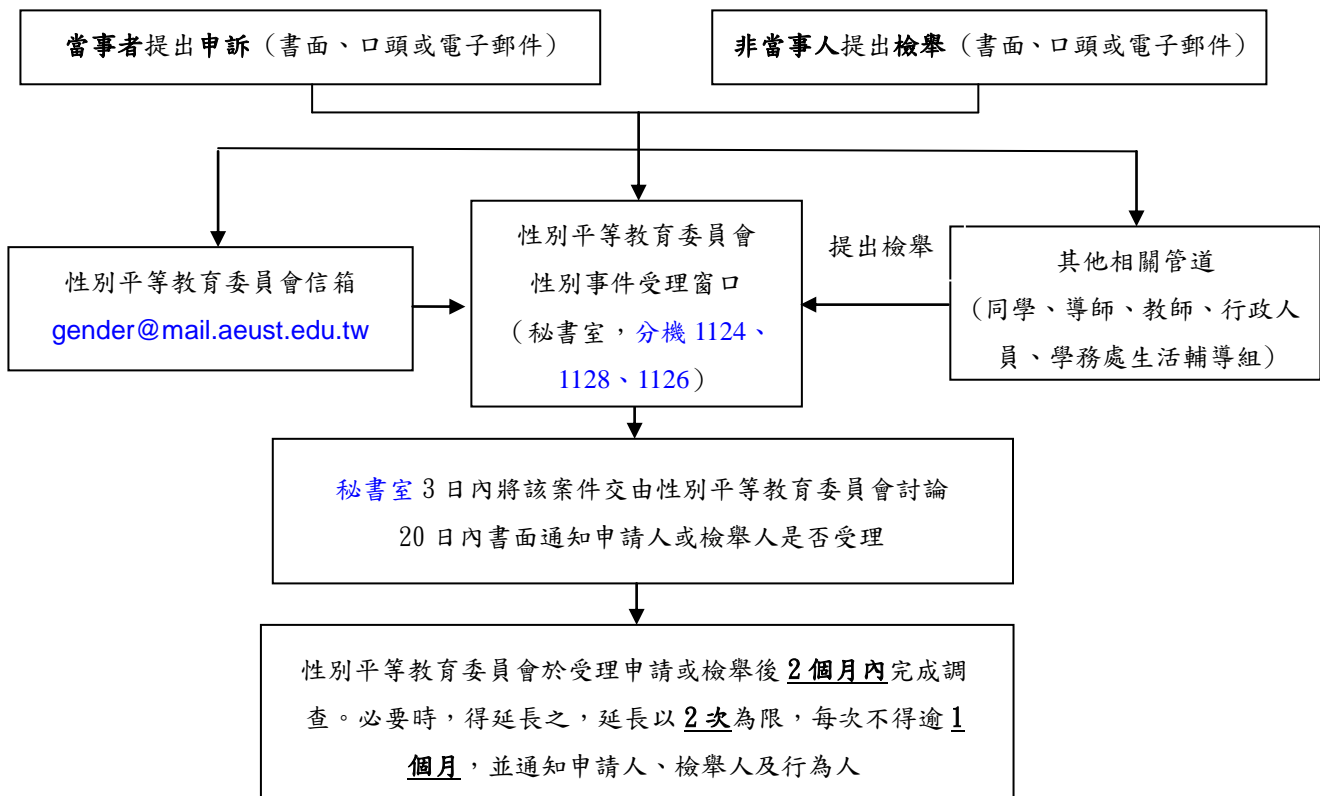 當事者提出申訴（書面、口頭或電子郵件）
非當事人提出檢舉（書面、口頭或電子郵件）
性別平等教育委員會信箱
gender@mail.aeust.edu.tw
性別平等教育委員會
性別事件受理窗口
（秘書室，分機 1124、
1128、1126）
提出檢舉
其他相關管道
（同學、導師、教師、行政人
員、學務處生活輔導組）
秘書室 3 日內將該案件交由性別平等教育委員會討論
20 日內書面通知申請人或檢舉人是否受理
性別平等教育委員會於受理申請或檢舉後 2 個月內完成調
查。必要時，得延長之，延長以 2 次為限，每次不得逾 1
個月，並通知申請人、檢舉人及行為人